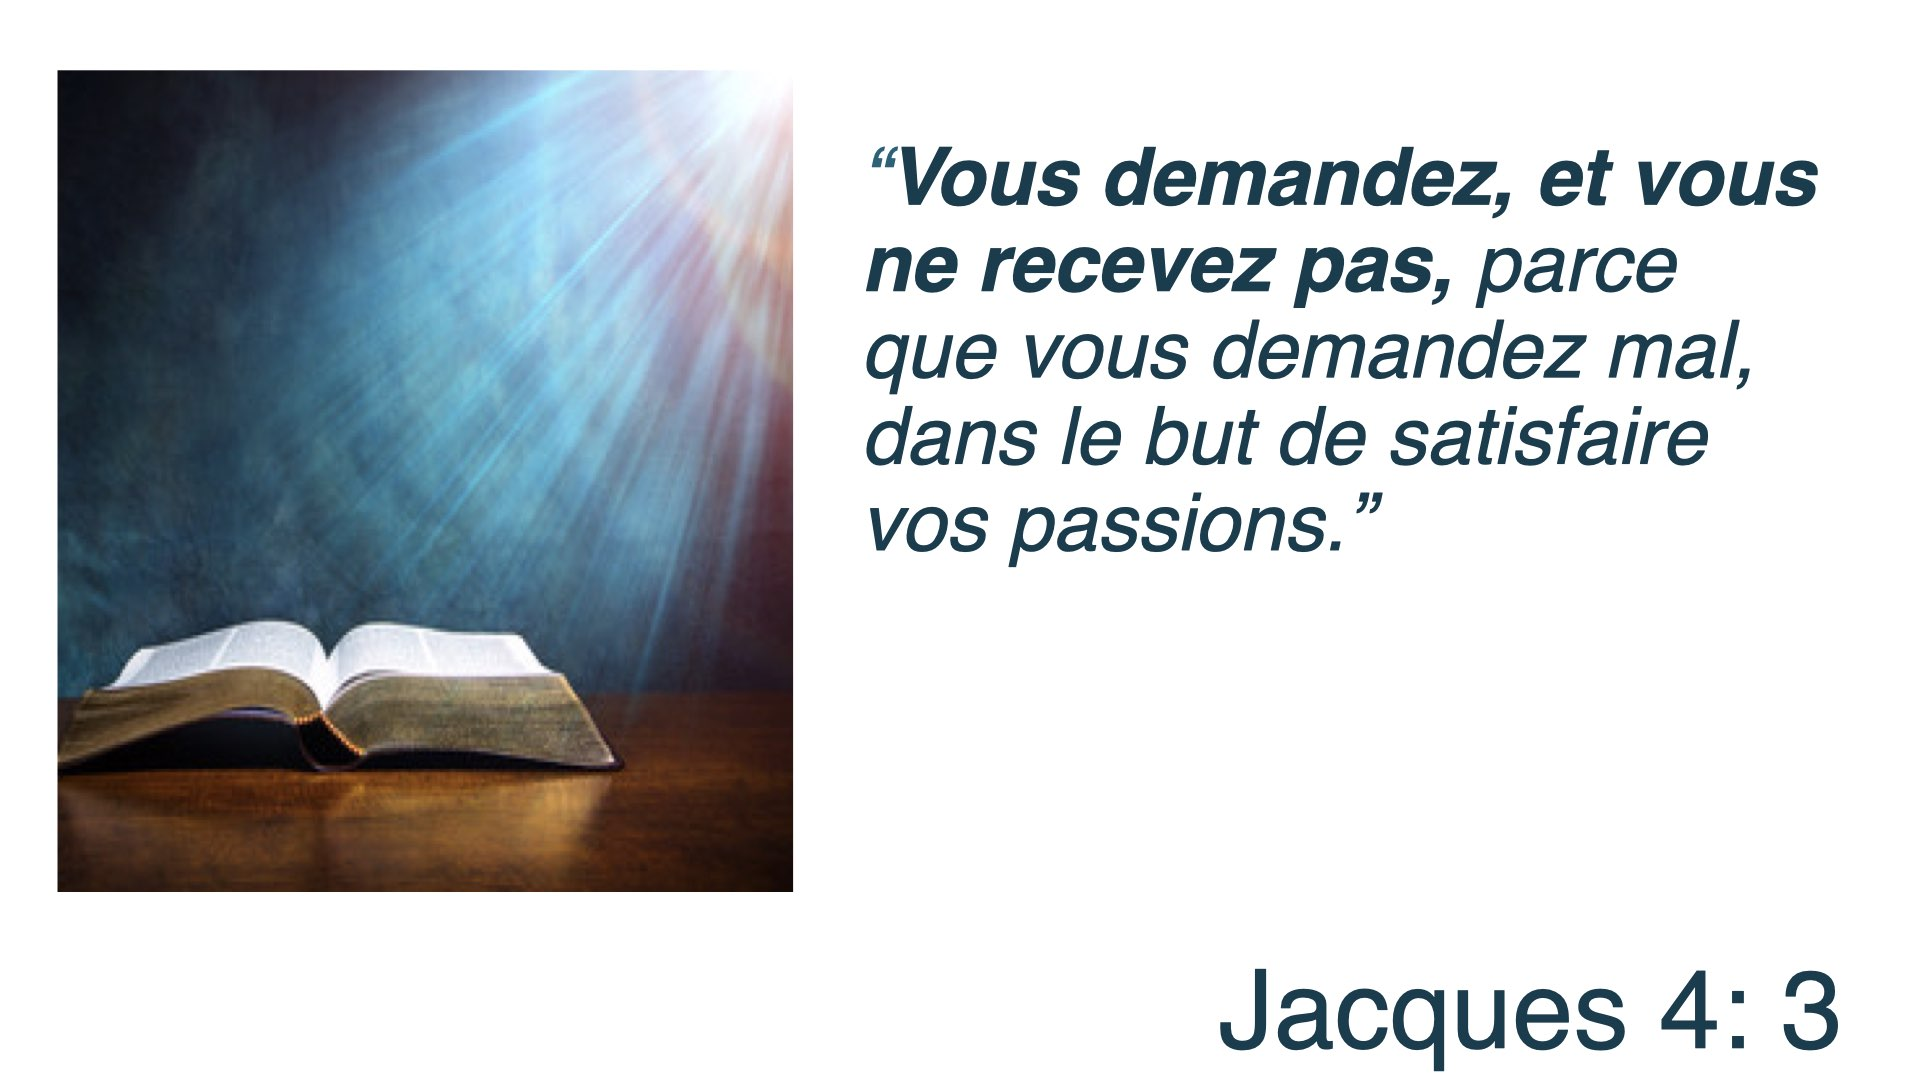 “Vous demandez, et vous
ne recevez pas, parce
que vous demandez mal,
dans le but de satisfaire
vos passions.”
Jacques 4: 3